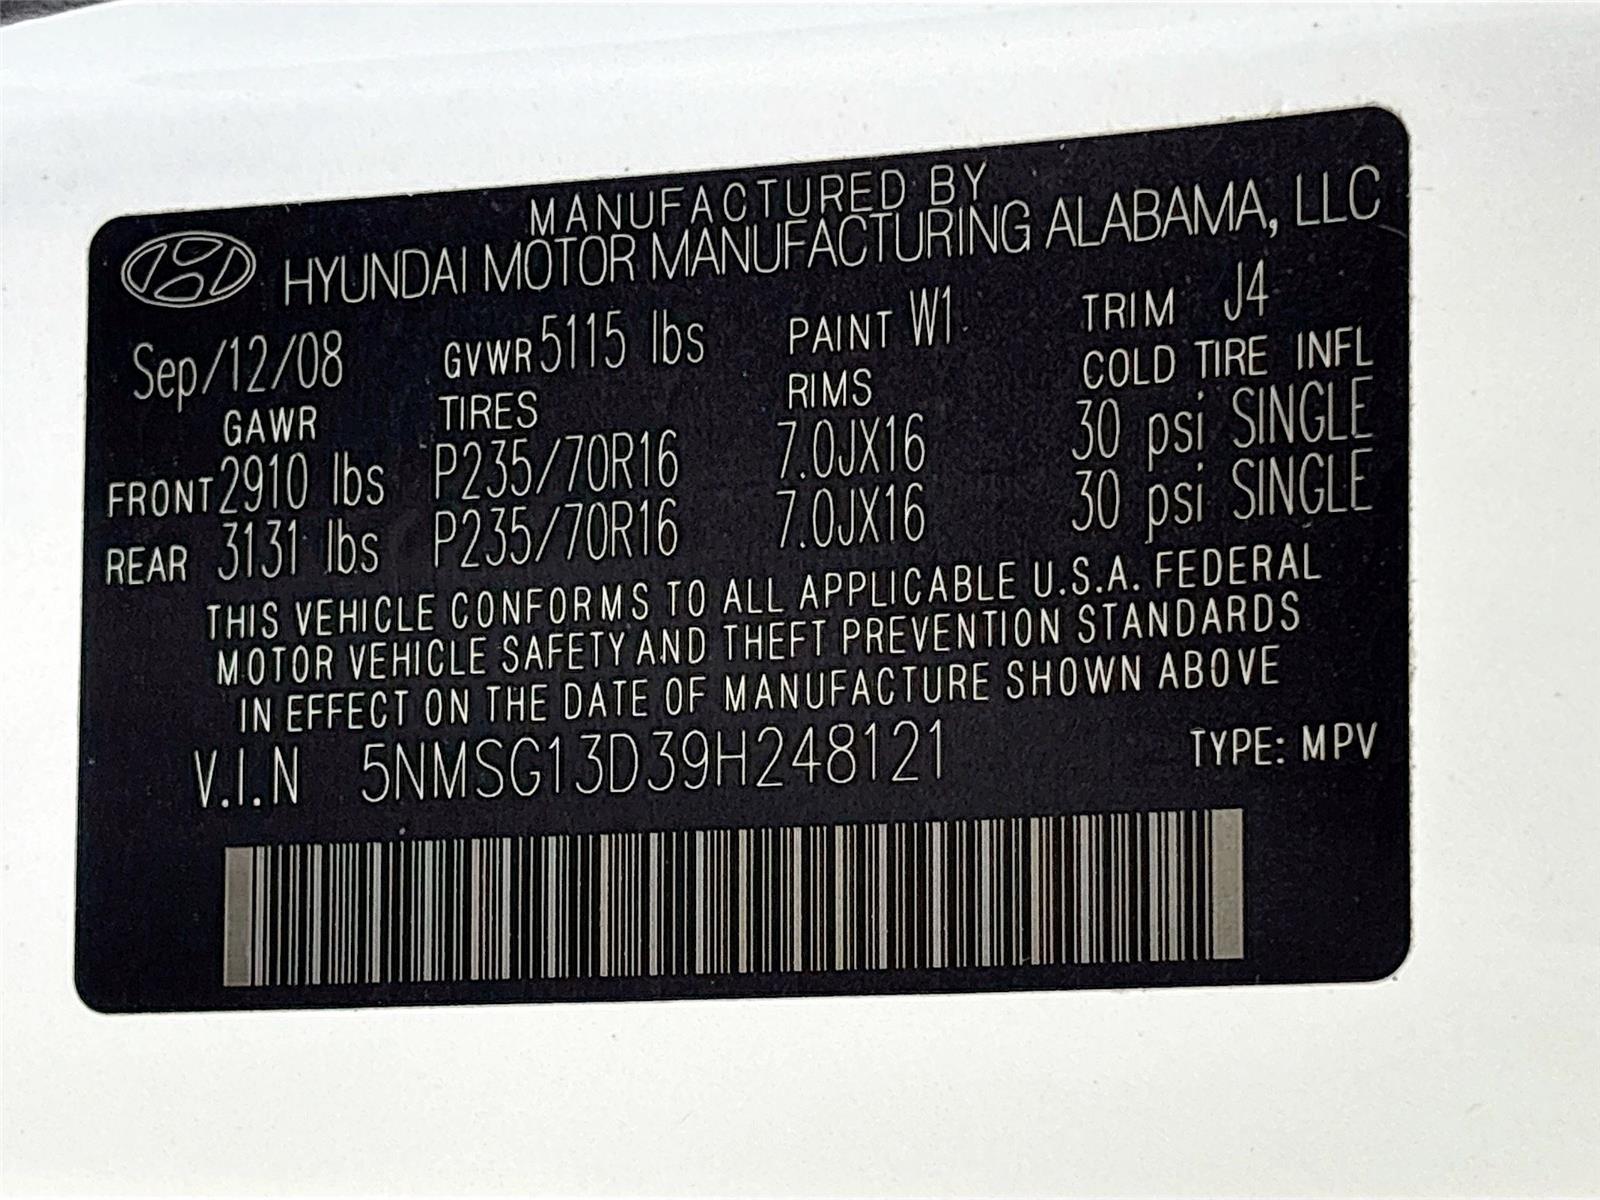 MANUFACTURED BY
HYUNDAI MOTOR MANUFACTURING ALABAMA, LLC
Sep/12/08 GVWR 5115 lbs PAINT W1 TRIM J4
GAWR TIRES RIMS COLD TIRE INFL
FRONT 2910 lbs P235/70R16 7.0JX16 30 psi SINGLE
REAR 3131 lbs P235/70R16 7.0JX16 30 psi SINGLE
THIS VEHICLE CONFORMS TO ALL APPLICABLE U.S.A. FEDERAL
MOTOR VEHICLE SAFETY AND THEFT PREVENTION STANDARDS
IN EFFECT ON THE DATE OF MANUFACTURE SHOWN ABOVE
V.I.N 5NMSG13D39H248121 TYPE: MPV